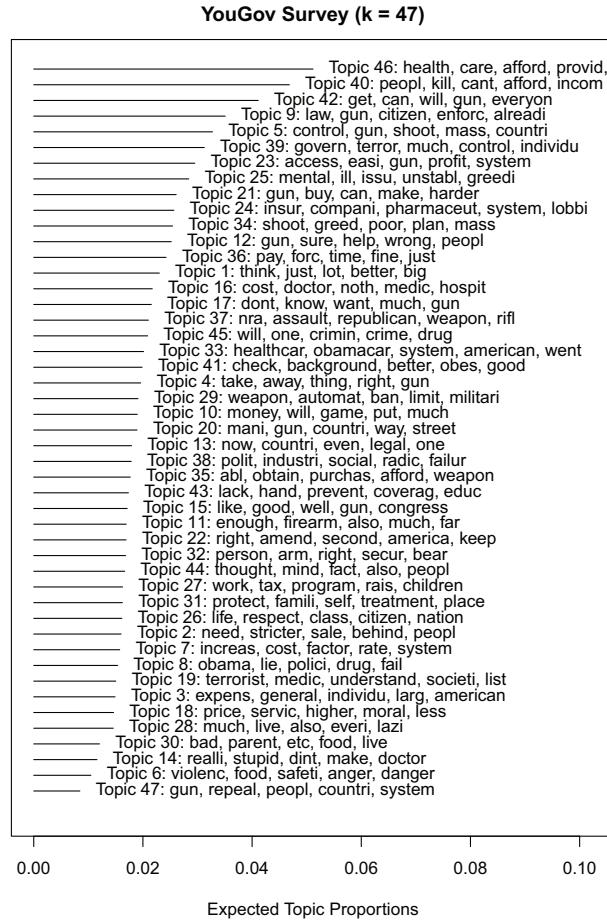 YouGov Survey (k = 47)
Topic 46: health, care, afford, provid,
Topic 40: peopl, kill, cant, afford, incom
Topic 42: get, can, will, gun, everyon
Topic 9: law, gun, citizen, enforc, alreadi
Topic 5: control, gun, shoot, mass, countri
Topic 39: govern, terror, much, control, individu
Topic 23: access, easi, gun, profit, system
Topic 25: mental, ill, issu, unstabl, greedi
Topic 21: gun, buy, can, make, harder
Topic 24: insur, compani, pharmaceut, system, lobbi
Topic 34: shoot, greed, poor, plan, mass
Topic 12: gun, sure, help, wrong, peopl
Topic 36: pay, forc, time, fine, just
Topic 1: think, just, lot, better, big
Topic 16: cost, doctor, noth, medic, hospit
Topic 17: dont, know, want, much, gun
Topic 37: nra, assault, republican, weapon, rifl
Topic 45: will, one, crimin, crime, drug
Topic 33: healthcar, obamacar, system, american, went
Topic 41: check, background, better, obes, good
Topic 4: take, away, thing, right, gun
Topic 29: weapon, automat, ban, limit, militari
Topic 10: money, will, game, put, much
Topic 20: mani, gun, countri, way, street
Topic 13: now, countri, even, legal, one
Topic 38: polit, industri, social, radic, failur
Topic 35: abl, obtain, purchas, afford, weapon
Topic 43: lack, hand, prevent, coverag, educ
Topic 15: like, good, well, gun, congress
Topic 11: enough, firearm, also, much, far
Topic 22: right, amend, second, america, keep
Topic 32: person, arm, right, secur, bear
Topic 44: thought, mind, fact, also, peopl
Topic 27: work, tax, program, rais, children
Topic 31: protect, famili, self, treatment, place
Topic 26: life, respect, class, citizen, nation
Topic 2: need, stricter, sale, behind, peopl
Topic 7: increas, cost, factor, rate, system
Topic 8: obama, lie, polici, drug, fail
Topic 19: terrorist, medic, understand, societi, list
Topic 3: expens, general, individu, larg, american
Topic 18: price, servic, higher, moral, less
Topic 28: much, live, also, everi, lazi
Topic 30: bad, parent, etc, food, live
Topic 14: realli, stupid, dint, make, doctor
Topic 6: violenc, food, safeti, anger, danger
Topic 47: gun, repeal, peopl, countri, system
0.00 0.02 0.04 0.06 0.08 0.10
Expected Topic Proportions